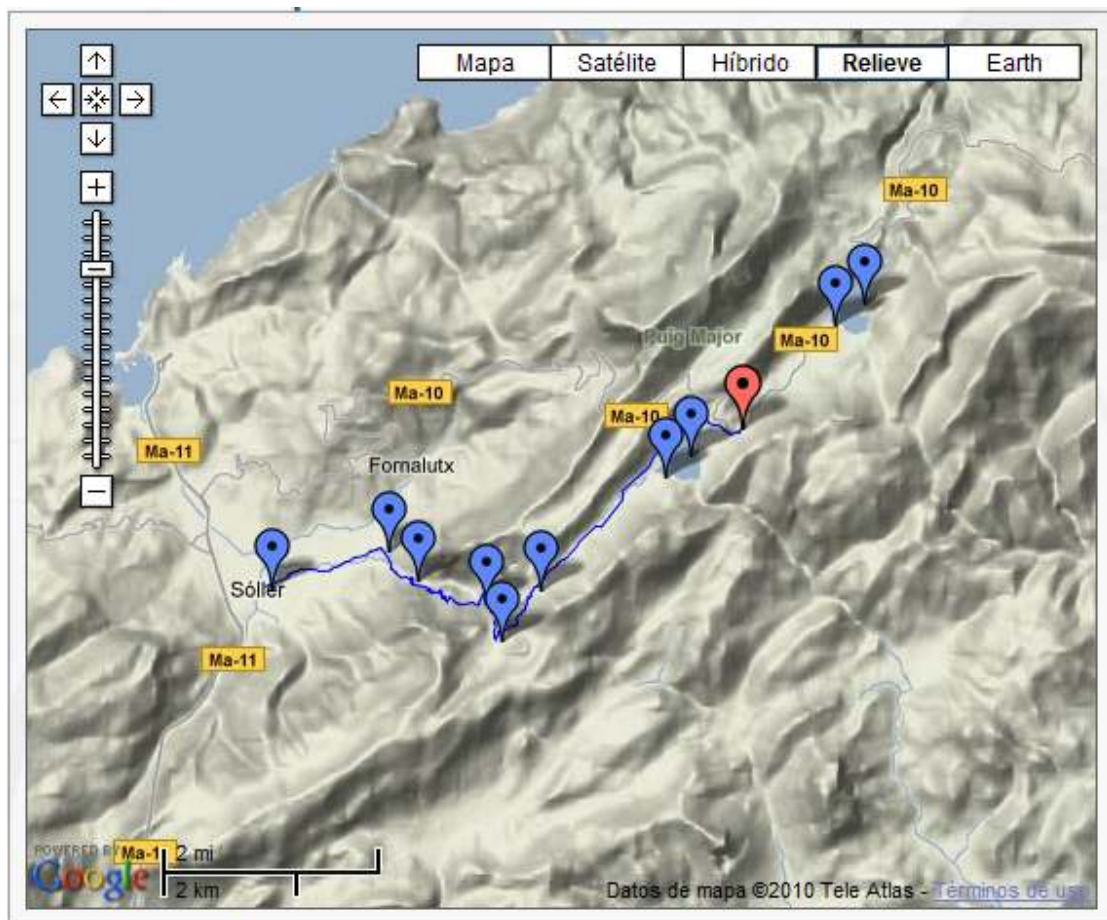 Mapa Satélite Híbrido Relieve Earth
Ma-10
Puig Major
Ma-10
Ma-10
Ma-10
Ma-11
Fornalutx
Sóller
Ma-11
POWERED BY
Ma-1
2 mi
Google
2 km
Datos de mapa ©2010 Tele Atlas - Términos de uso